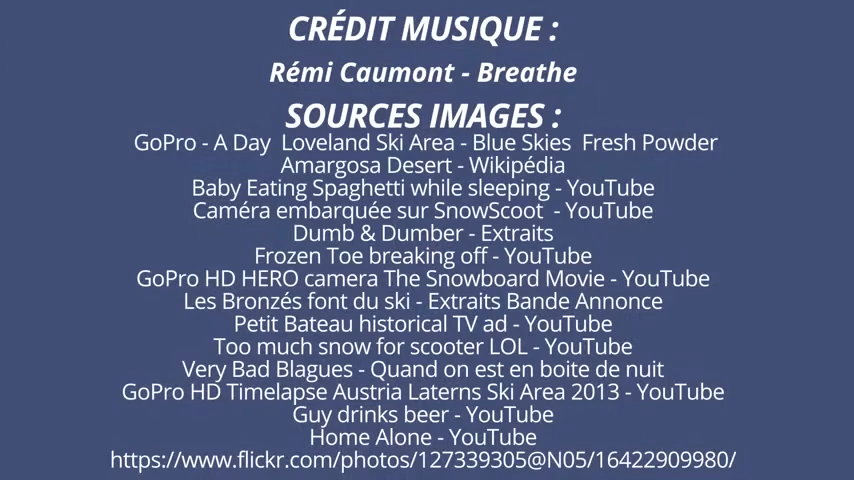 CRÉDIT MUSIQUE :
Rémi Caumont - Breathe
SOURCES IMAGES :
GoPro - A Day  Loveland Ski Area - Blue Skies  Fresh Powder
Amargosa Desert - Wikipédia
Baby Eating Spaghetti while sleeping - YouTube
Caméra embarquée sur SnowScoot  - YouTube
Dumb & Dumber - Extraits
Frozen Toe breaking off - YouTube
GoPro HD HERO camera The Snowboard Movie - YouTube
Les Bronzés font du ski - Extraits Bande Annonce
Petit Bateau historical TV ad - YouTube
Too much snow for scooter LOL - YouTube
Very Bad Blagues - Quand on est en boite de nuit
GoPro HD Timelapse Austria Laterns Ski Area 2013 - YouTube
Guy drinks beer - YouTube
Home Alone - YouTube
https://www.flickr.com/photos/127339305@N05/16422909980/